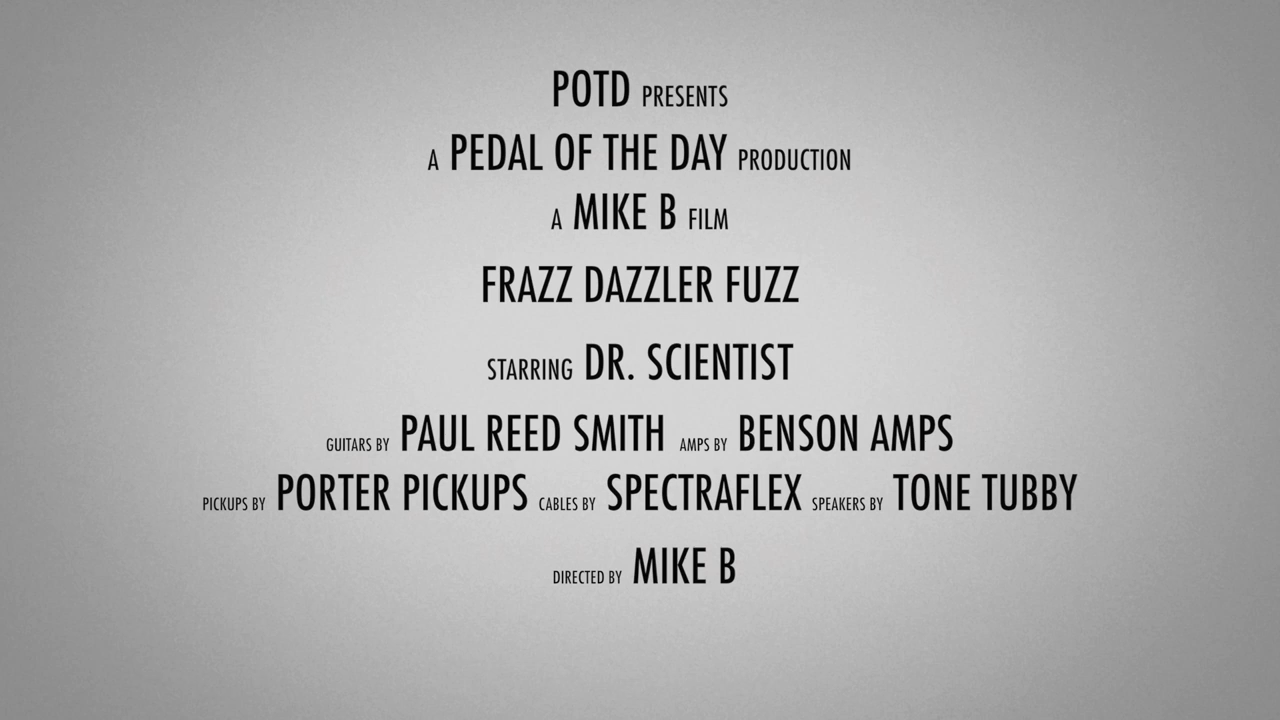 POTD PRESENTS
A PEDAL OF THE DAY PRODUCTION
A MIKE B FILM
FRAZZ DAZZLER FUZZ
STARRING DR. SCIENTIST
GUITARS BY PAUL REED SMITH AMPS BY BENSON AMPS
PICKUPS BY PORTER PICKUPS CABLES BY SPECTRAFLEX SPEAKERS BY TONE TUBBY
DIRECTED BY MIKE B